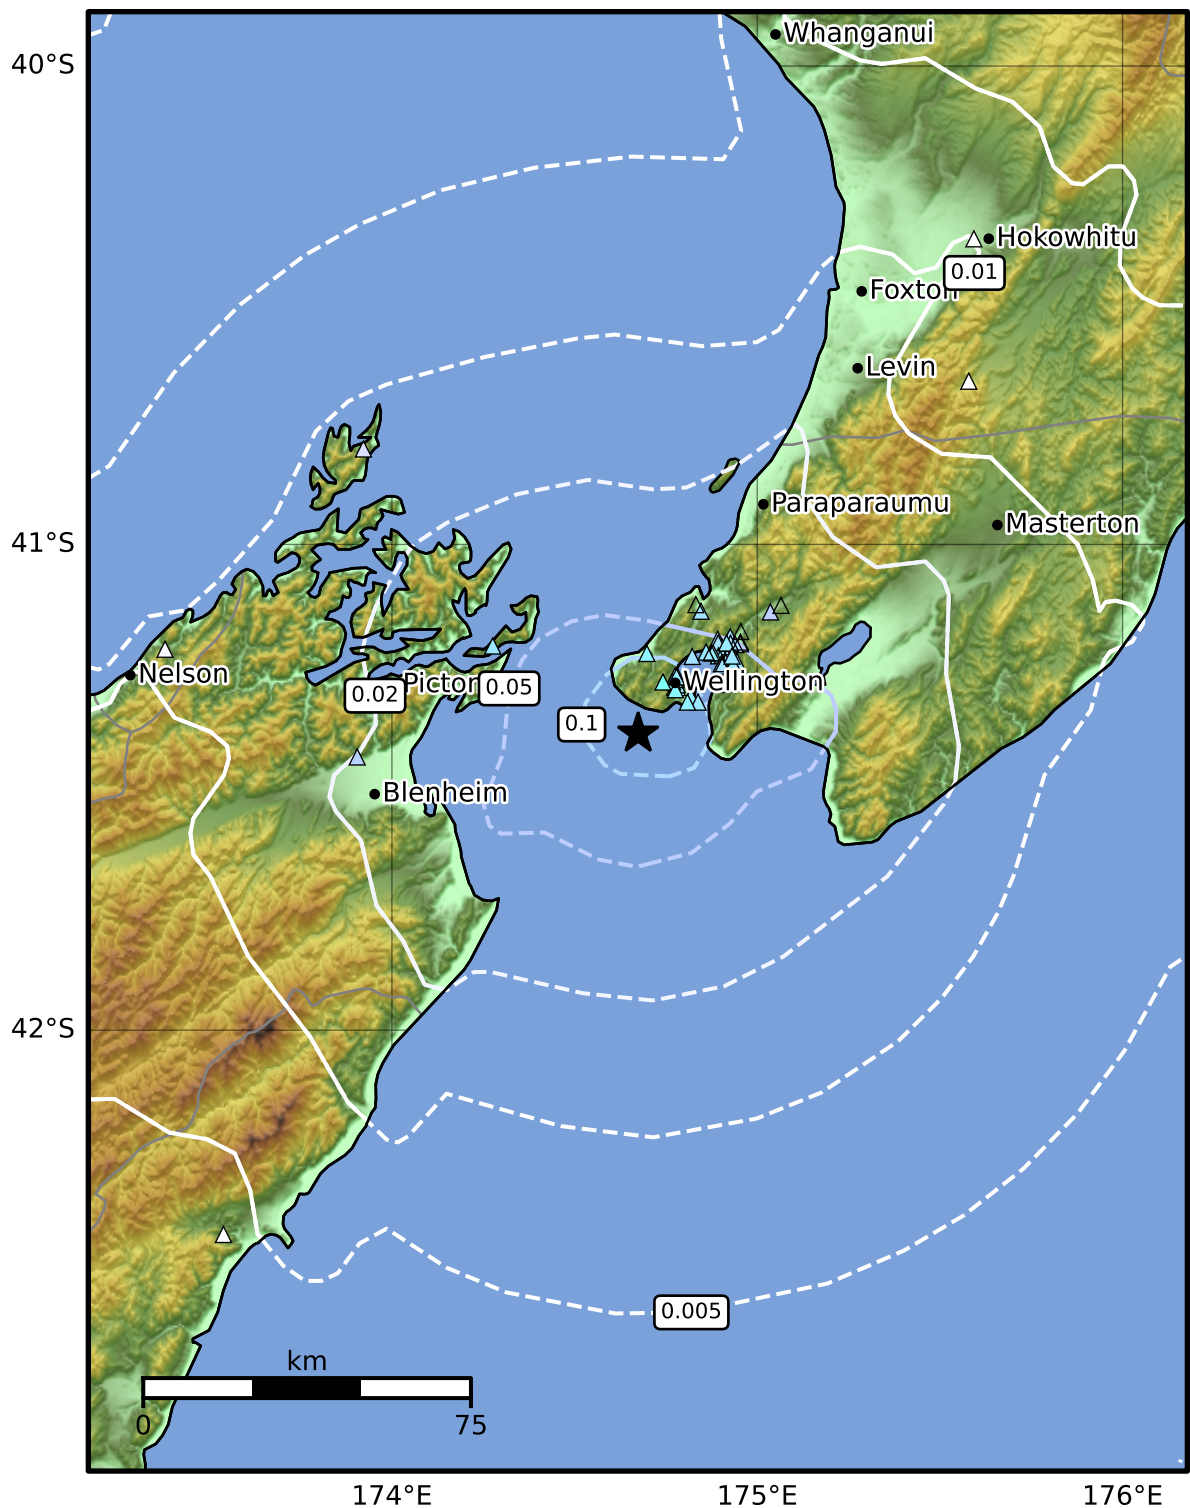 Whanganui
40°S
Hokowhitu
0.01
Foxton
Levin
Paraparaumu
Masterton
41°S
Nelson
0.02
Picton
0.05
Wellington
0.1
Blenheim
42°S
0.005
km
0
75
174°E
175°E
176°E